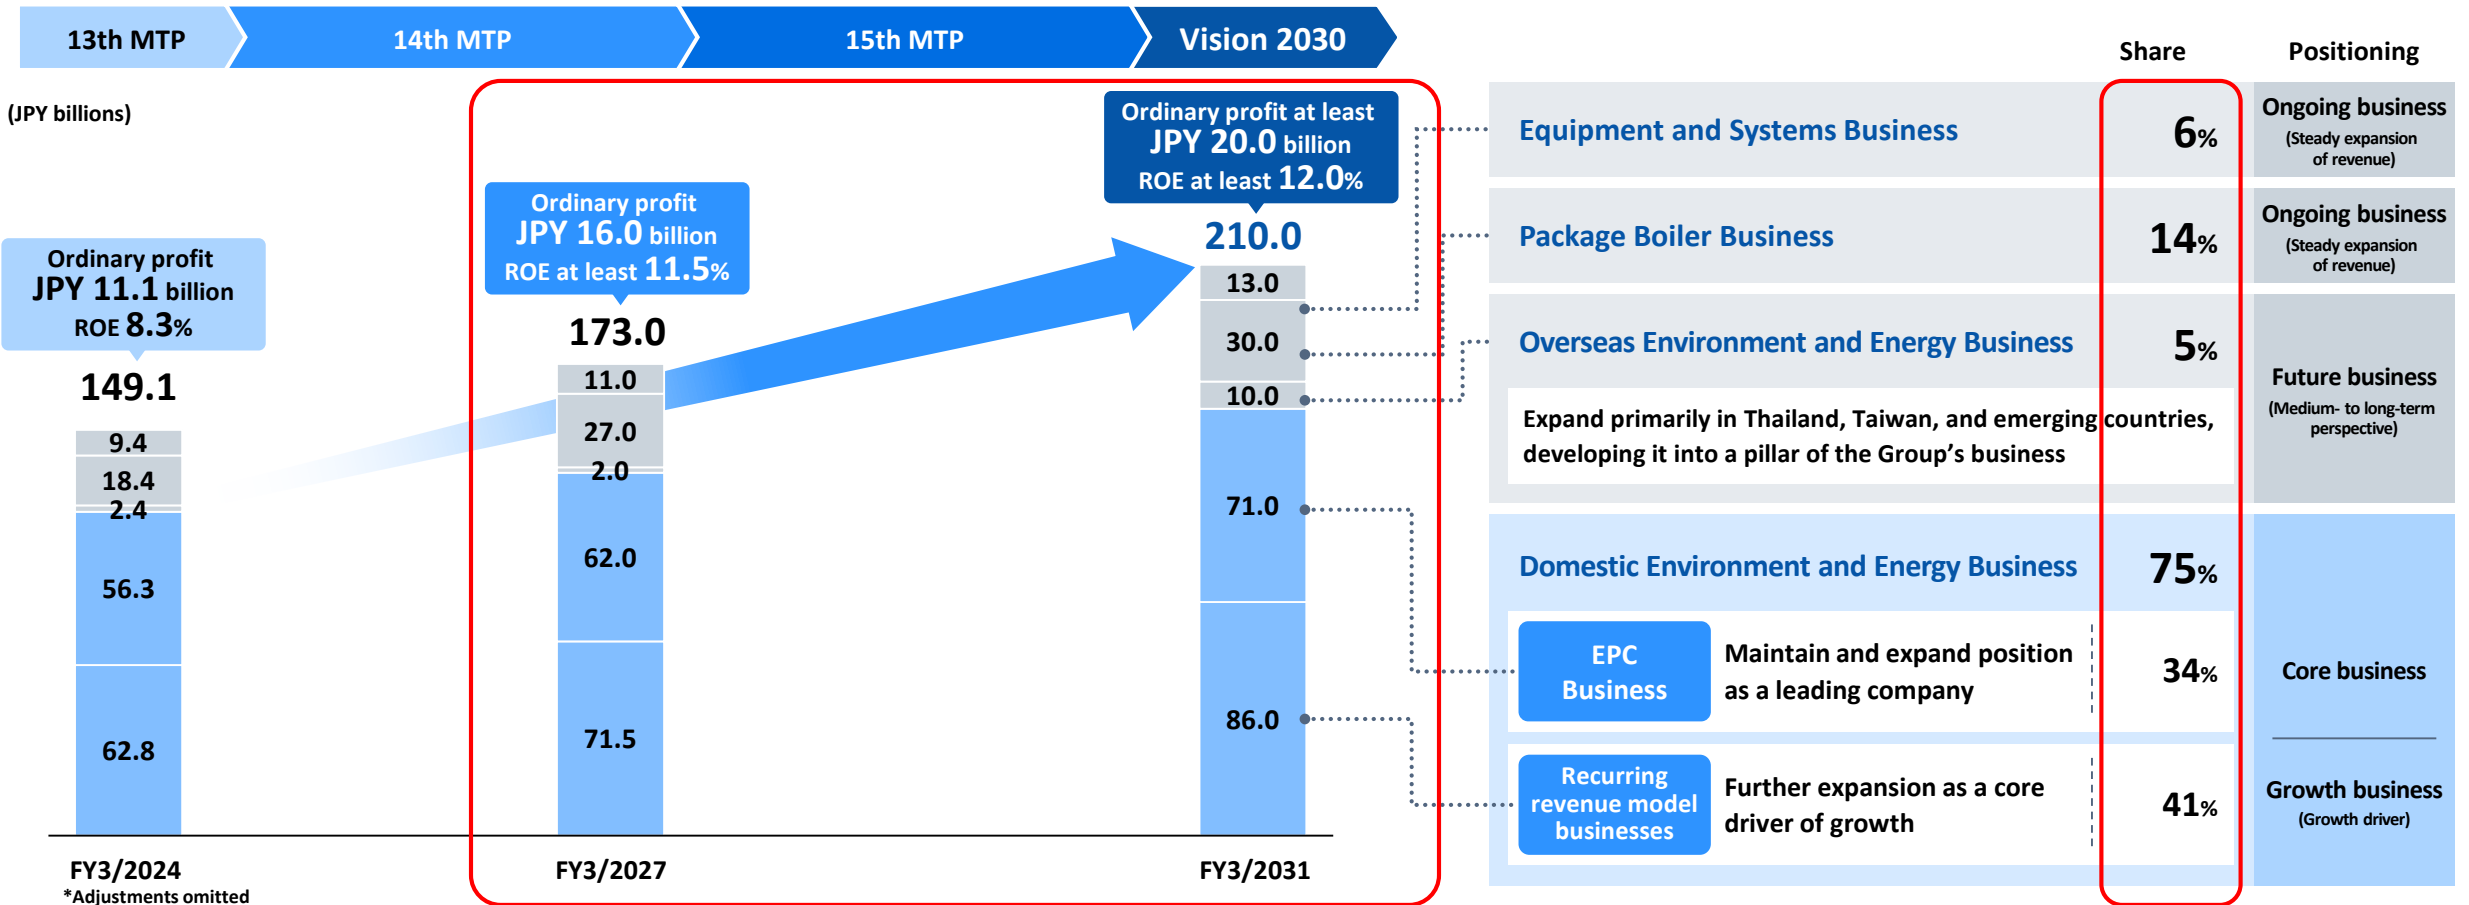 13th MTP
14th MTP
15th MTP
Vision 2030
(JPY billions)
Ordinary profit
JPY 11.1 billion
ROE 8.3%
149.1
9.4
18.4
2.4
56.3
62.8
FY3/2024
*Adjustments omitted
Ordinary profit
JPY 16.0 billion
ROE at least 11.5%
173.0
11.0
27.0
2.0
62.0
71.5
FY3/2027
Ordinary profit at least
JPY 20.0 billion
ROE at least 12.0%
210.0
13.0
30.0
10.0
71.0
86.0
FY3/2031
Share
Positioning
Equipment and Systems Business
6%
Ongoing business
(Steady expansion
of revenue)
Package Boiler Business
14%
Ongoing business
(Steady expansion
of revenue)
Overseas Environment and Energy Business
5%
Expand primarily in Thailand, Taiwan, and emerging countries,
developing it into a pillar of the Group's business
Future business
(Medium- to long-term
perspective)
Domestic Environment and Energy Business
75%
EPC
Business
Maintain and expand position
as a leading company
34%
Core business
Recurring
revenue model
businesses
Further expansion as a core
driver of growth
41%
Growth business
(Growth driver)